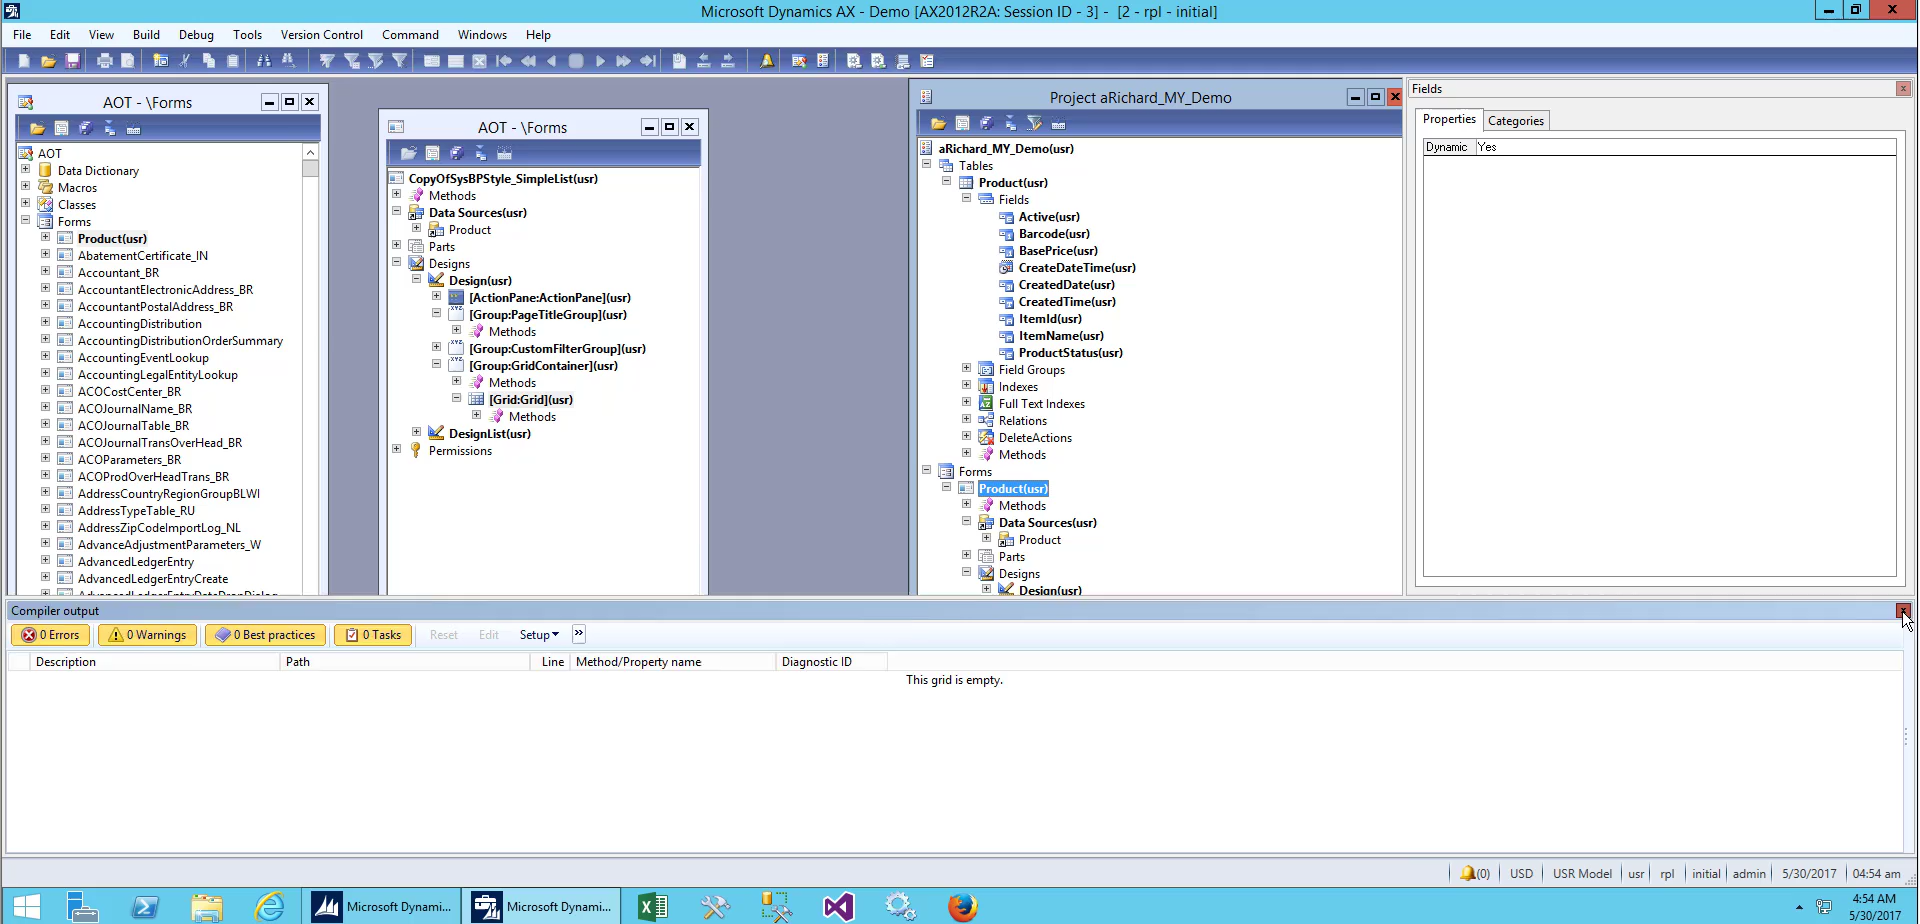 Microsoft Dynamics AX - Demo [AX2012R2A: Session ID - 3] - [2 - rpl - initial]
File Edit View Build Debug Tools Version Control Command Windows Help
AOT - \Forms
AOT
Data Dictionary
Macros
Classes
Forms
Product(usr)
AbatementCertificate_IN
Accountant_BR
AccountantElectronicAddress_BR
AccountantPostalAddress_BR
AccountingDistribution
AccountingDistributionOrderSummary
AccountingEventLookup
AccountingLegalEntityLookup
ACOCostCenter_BR
ACOJournalName_BR
ACOJournalTable_BR
ACOJournalTransOverHead_BR
ACOParameters_BR
ACOProdOverHeadTrans_BR
AddressCountryRegionGroupBLWI
AddressTypeTable_RU
AddressZipCodeImportLog_NL
AdvanceAdjustmentParameters_W
AdvancedLedgerEntry
AdvancedLedgerEntryCreate
AOT - \Forms
CopyOfSysBPStyle_SimpleList(usr)
Methods
Data Sources(usr)
Product
Parts
Designs
Design(usr)
[ActionPane:ActionPane](usr)
[Group:PageTitleGroup](usr)
Methods
[Group:CustomFilterGroup](usr)
[Group:GridContainer](usr)
Methods
[Grid:Grid](usr)
Methods
DesignList(usr)
Permissions
Project aRichard_MY_Demo
aRichard_MY_Demo(usr)
Tables
Product(usr)
Fields
Active(usr)
Barcode(usr)
BasePrice(usr)
CreateDateTime(usr)
CreatedDate(usr)
CreatedTime(usr)
ItemId(usr)
ItemName(usr)
ProductStatus(usr)
Field Groups
Indexes
Full Text Indexes
Relations
DeleteActions
Methods
Forms
Product(usr)
Methods
Data Sources(usr)
Product
Parts
Designs
Design(usr)
Fields
Properties Categories
Dynamic Yes
Compiler output
0 Errors 0 Warnings 0 Best practices 0 Tasks Reset Edit Setup »
Description Path Line Method/Property name Diagnostic ID
This grid is empty.
(0) USD USR Model usr rpl initial admin 5/30/2017 04:54 am
Microsoft Dynami... Microsoft Dynami... 4:54 AM
5/30/2017